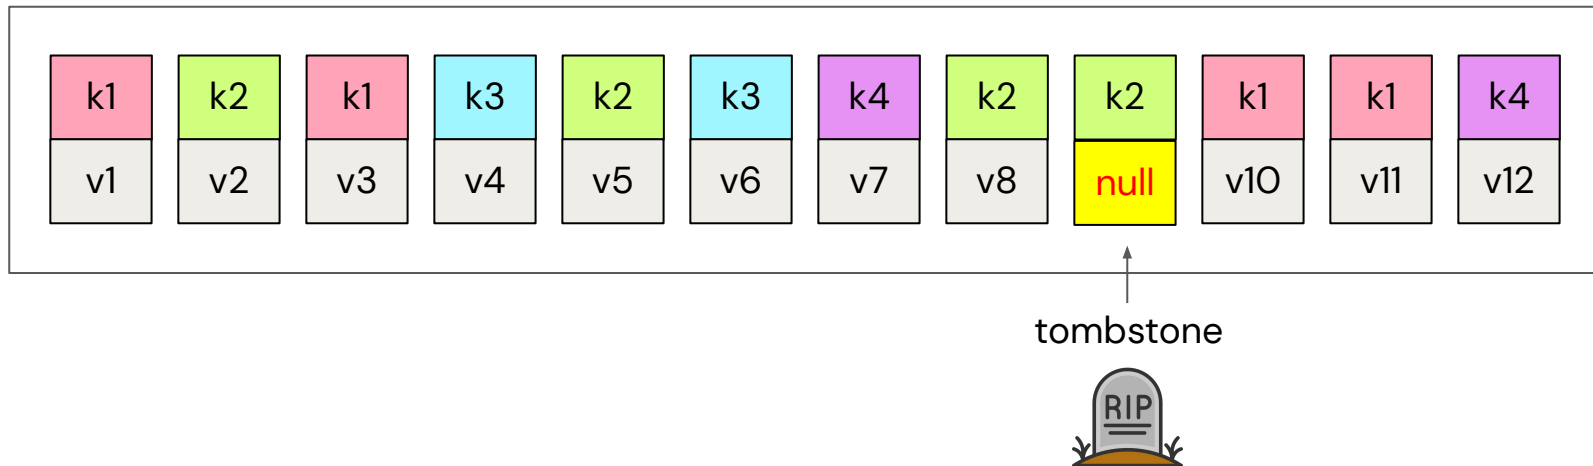 k1 k2 k1 k3 k2 k3 k4 k2 k2 k1 k1 k4
v1 v2 v3 v4 v5 v6 v7 v8 null v10 v11 v12
tombstone
RIP